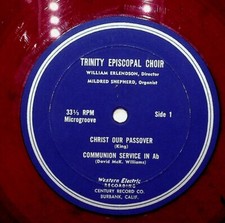 TRINITY EPISCOPAL CHOIR
WILLIAM ERLENDSON, Director
MILDRED SHEPHERD, Organist
33⅓ RPM
Microgroove
Side 1
CHRIST OUR PASSOVER
(King)
COMMUNION SERVICE IN Ab
(David McK. Williams)
Western Electric
RECORDING
CENTURY RECORD CO.
BURBANK, CALIF.